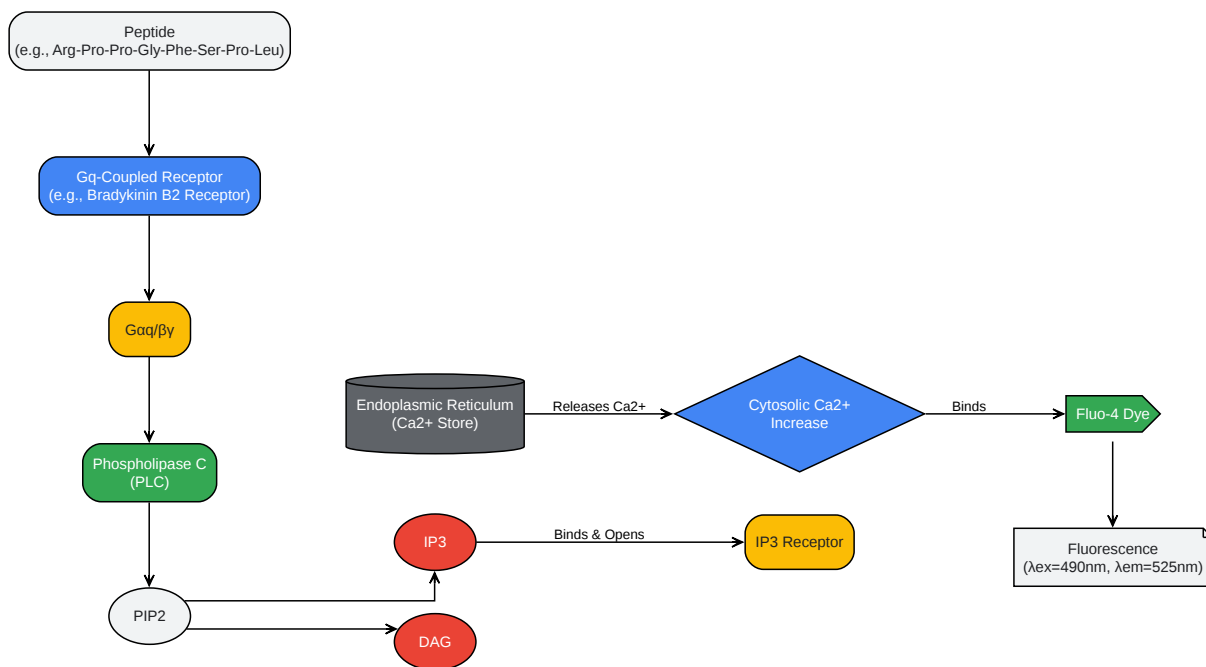 Peptide
(e.g., Arg-Pro-Pro-Gly-Phe-Ser-Pro-Leu)
Gq-Coupled Receptor
(e.g., Bradykinin B2 Receptor)
Gαq/βγ
Endoplasmic Reticulum
(Ca2+ Store)
Releases Ca2+
Cytosolic Ca2+
Increase
Binds
Fluo-4 Dye
Phospholipase C
(PLC)
IP3
Binds & Opens
IP3 Receptor
Fluorescence
(λex=490nm, λem=525nm)
PIP2
DAG